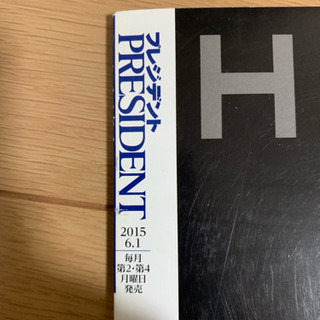 プレジデント
PRESIDENT
2015
6.1
毎月
第2・第4
月曜日
発売
H